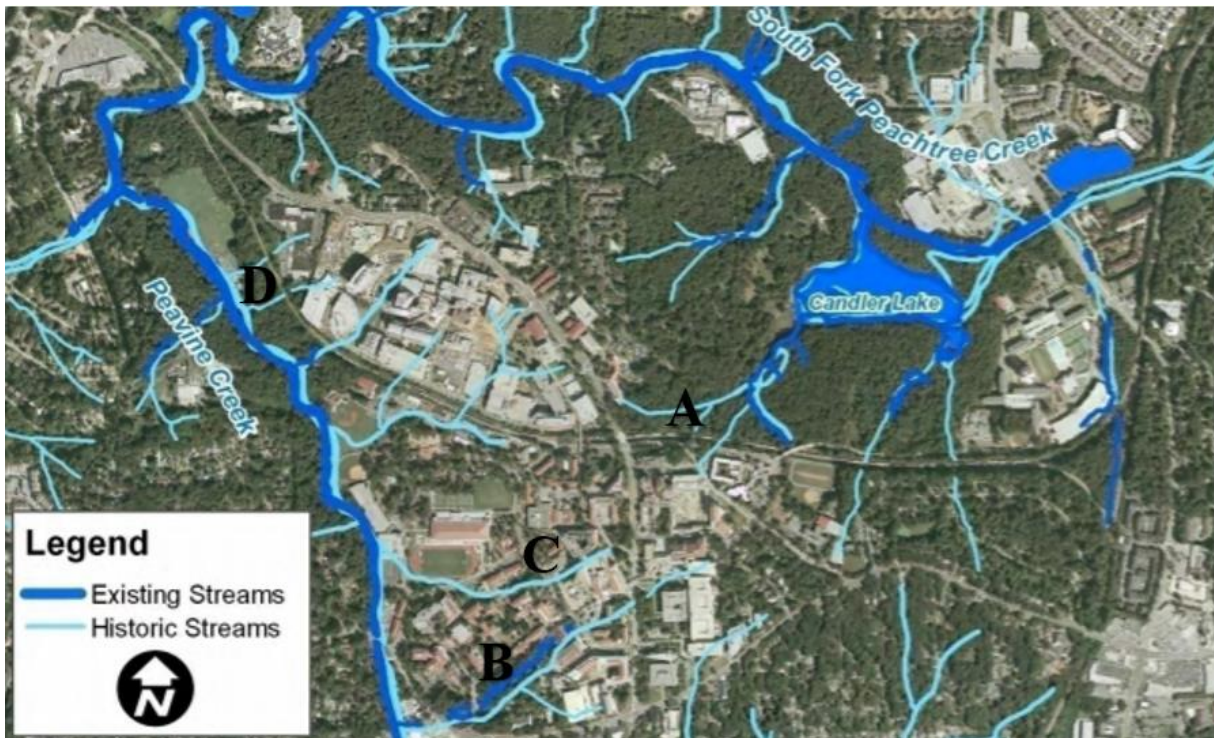 South Fork Peachtree Creek
Candler Lake
D
Peavine Creek
A
C
B
Legend
Existing Streams
Historic Streams
N